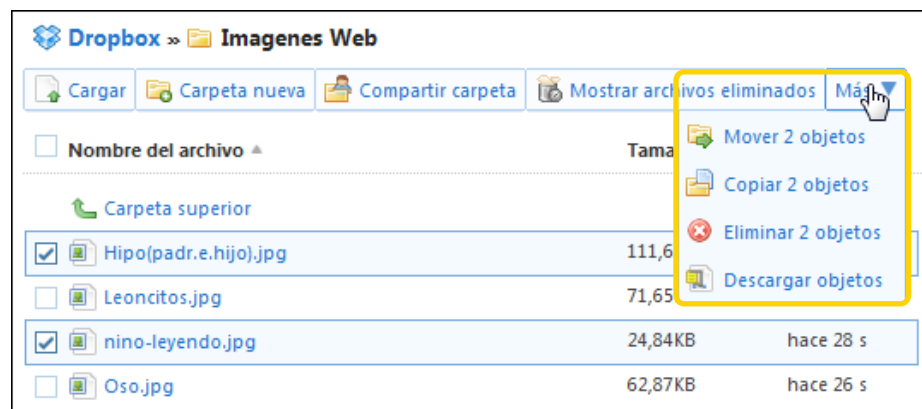 Dropbox » Imagenes Web
Cargar Carpeta nueva Compartir carpeta Mostrar archivos eliminados Más
Nombre del archivo
Mover 2 objetos
Copiar 2 objetos
Carpeta superior
Eliminar 2 objetos
Hipo(padr.e.hijo).jpg 111,6
Descargar objetos
Leoncitos.jpg 71,65
nino-leyendo.jpg 24,84KB hace 28 s
Oso.jpg 62,87KB hace 26 s